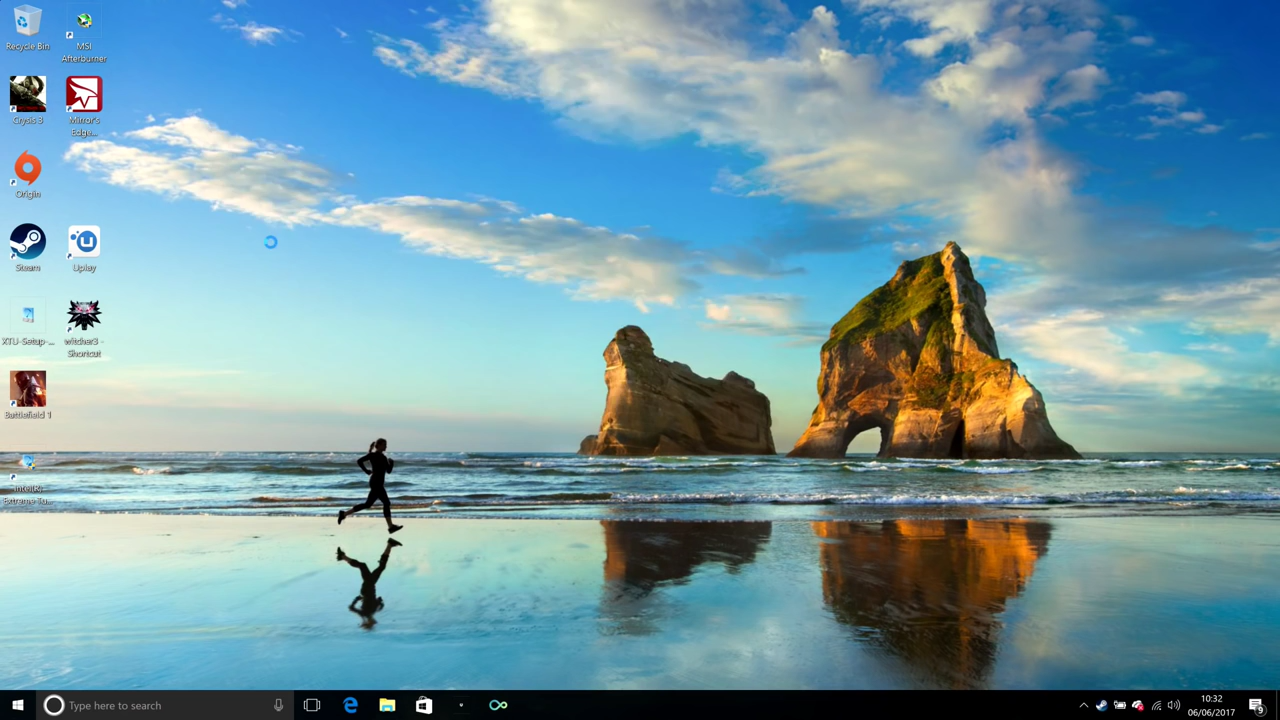 Recycle Bin
MSI
Afterburner
Crysis 3
Mirror's
Edge...
Origin
Steam
Uplay
XTU-Setup-...
witcher3 -
Shortcut
Battlefield 1
Intel(R)
Extreme Tu...
Type here to search
10:32
06/06/2017
9